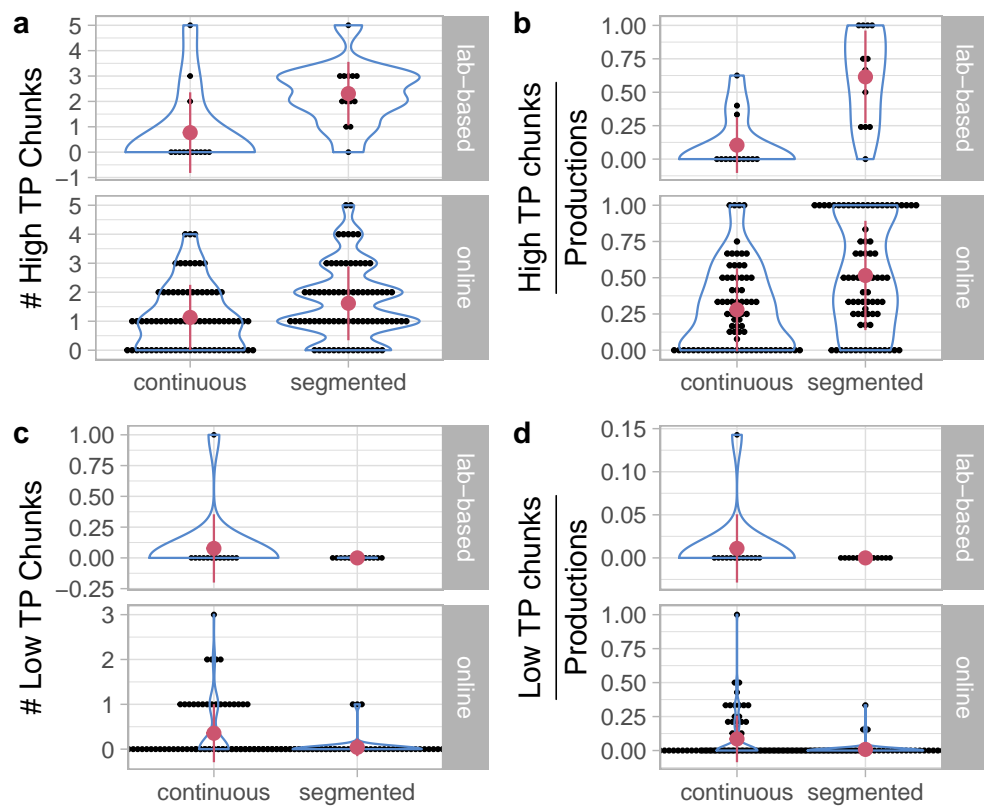 a
# High TP Chunks
5
4
3
2
1
0
−1
lab−based
5
4
3
2
1
0
online
continuous
segmented
b
High TP chunks
Productions
1.00
0.75
0.50
0.25
0.00
lab−based
1.00
0.75
0.50
0.25
0.00
online
continuous
segmented
c
# Low TP Chunks
1.00
0.75
0.50
0.25
0.00
−0.25
lab−based
3
2
1
0
online
continuous
segmented
d
Low TP chunks
Productions
0.15
0.10
0.05
0.00
lab−based
1.00
0.75
0.50
0.25
0.00
online
continuous
segmented